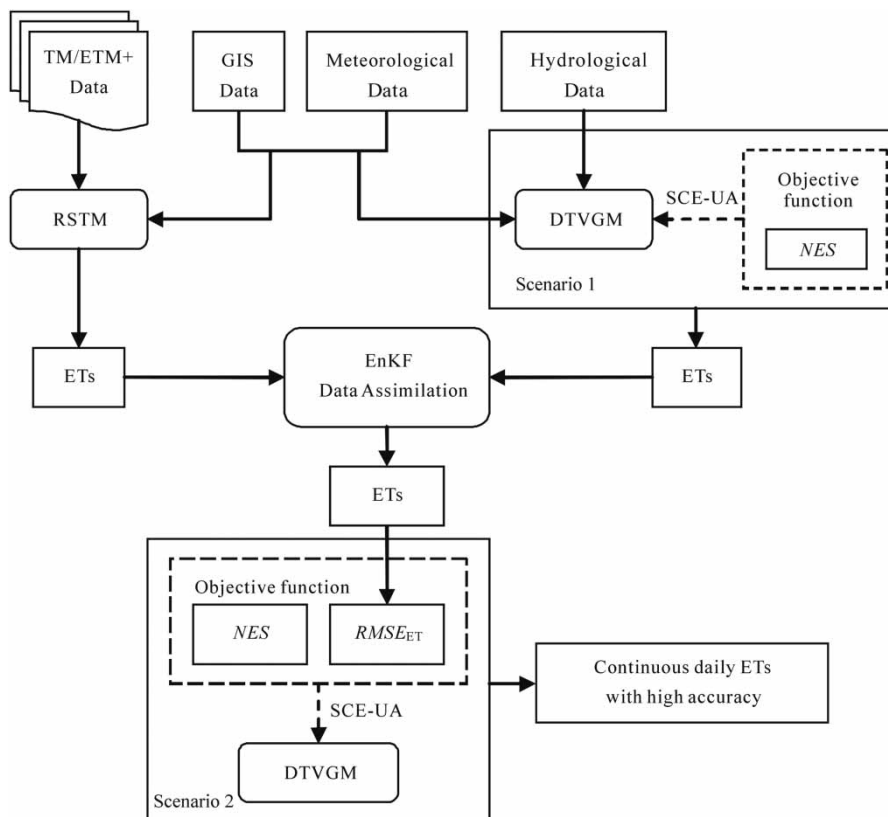 TM/ETM+
Data
GIS
Data
Meteorological
Data
Hydrological
Data
RSTM
DTVGM
SCE-UA
Objective
function
NES
Scenario 1
ETs
EnKF
Data Assimilation
ETs
ETs
Objective function
NES
RMSE_ET
SCE-UA
DTVGM
Scenario 2
Continuous daily ETs
with high accuracy